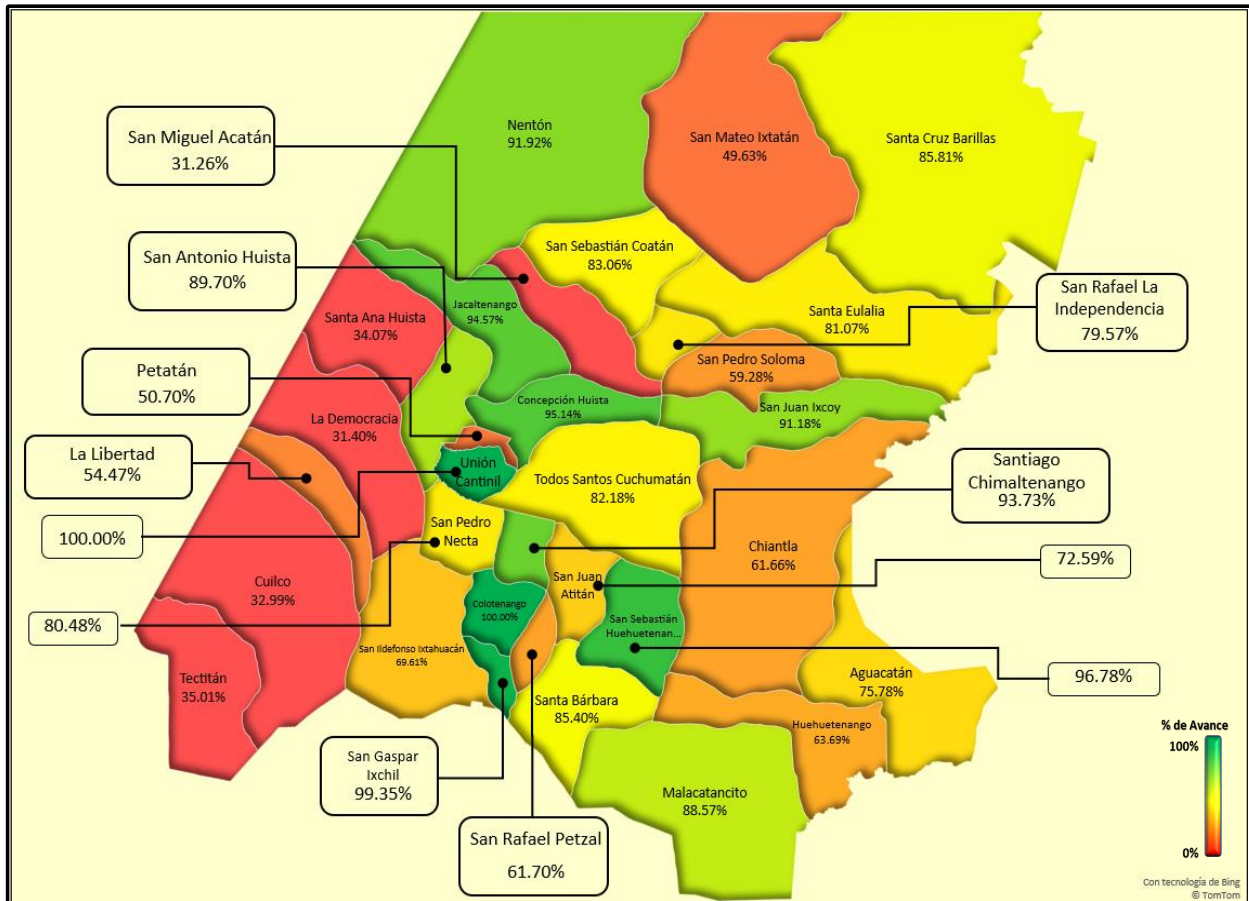 Nentón
91.92%
San Mateo Ixtatán
49.63%
Santa Cruz Barillas
85.81%
San Miguel Acatán
31.26%
San Sebastián Coatán
83.06%
San Antonio Huista
89.70%
Jacaltenango
94.57%
Santa Ana Huista
34.07%
Santa Eulalia
81.07%
San Rafael La
Independencia
79.57%
San Pedro Soloma
59.28%
Petatán
50.70%
Concepción Huista
95.14%
San Juan Ixcoy
91.18%
La Democracia
31.40%
La Libertad
54.47%
Unión
Cantinil
Todos Santos Cuchumatán
82.18%
Santiago
Chimaltenango
93.73%
100.00%
San Pedro
Necta
Chiantla
61.66%
72.59%
Cuilco
32.99%
San Juan
Atitán
Colotenango
100.00%
San Sebastián
Huehuetenan...
80.48%
San Ildefonso Ixtahuacán
69.61%
Tectitán
35.01%
Aguacatán
75.78%
96.78%
Santa Bárbara
85.40%
Huehuetenango
63.69%
% de Avance
100%
San Gaspar
Ixchil
99.35%
Malacatancito
88.57%
San Rafael Petzal
61.70%
0%
Con tecnología de Bing
© TomTom